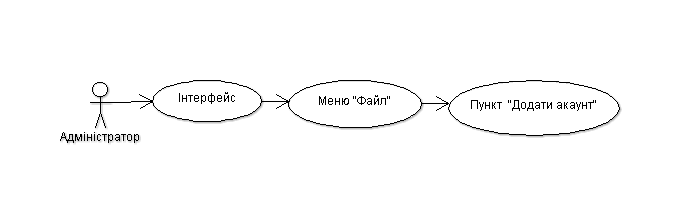 Інтерфейс
Меню "Файл"
Пункт "Додати акаунт"
Адміністратор